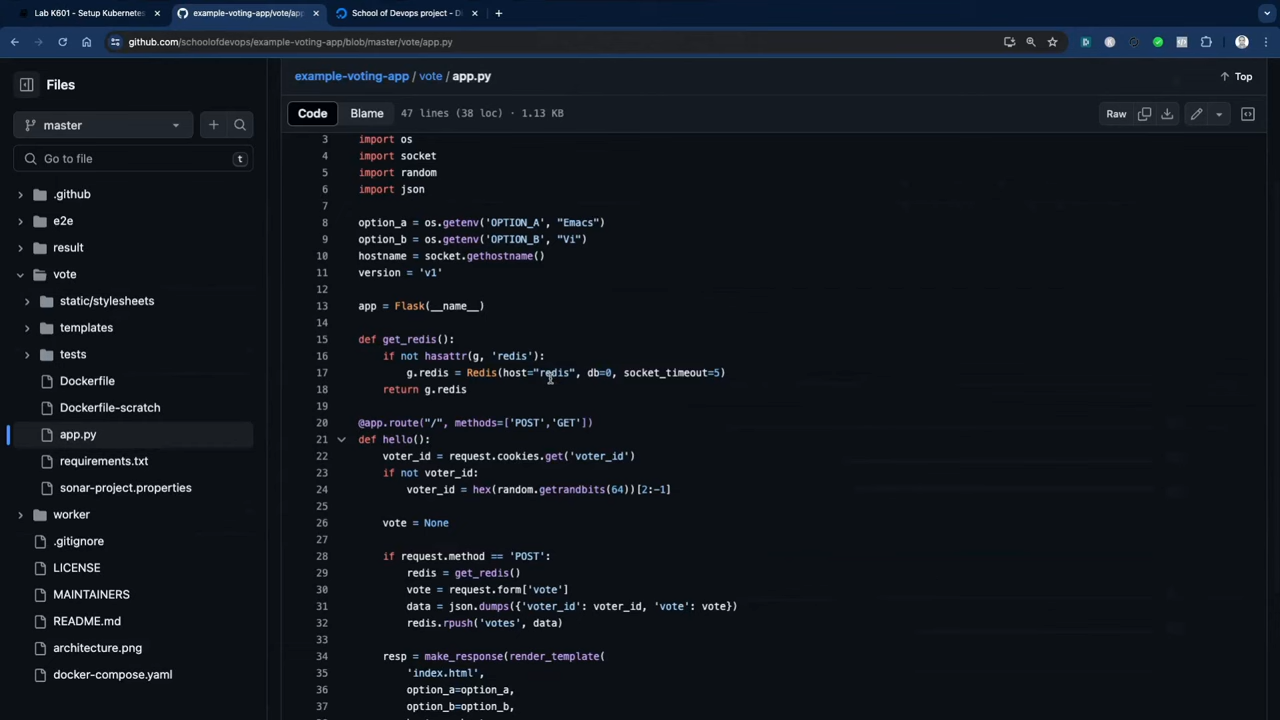 Lab K601 - Setup Kubernetes
example-voting-app/vote/app
School of Devops project - D
github.com/schoolofdevops/example-voting-app/blob/master/vote/app.py
Files
example-voting-app / vote / app.py
Top
master
Code
Blame
47 lines (38 loc) · 1.13 KB
Raw
Go to file
t
.github
e2e
result
vote
static/stylesheets
templates
tests
Dockerfile
Dockerfile-scratch
app.py
requirements.txt
sonar-project.properties
worker
.gitignore
LICENSE
MAINTAINERS
README.md
architecture.png
docker-compose.yaml
3 import os
4 import socket
5 import random
6 import json
7
8 option_a = os.getenv('OPTION_A', "Emacs")
9 option_b = os.getenv('OPTION_B', "Vi")
10 hostname = socket.gethostname()
11 version = 'v1'
12
13 app = Flask(__name__)
14
15 def get_redis():
16 if not hasattr(g, 'redis'):
17 g.redis = Redis(host="redis", db=0, socket_timeout=5)
18 return g.redis
19
20 @app.route("/", methods=['POST','GET'])
21 def hello():
22 voter_id = request.cookies.get('voter_id')
23 if not voter_id:
24 voter_id = hex(random.getrandbits(64))[2:-1]
25
26 vote = None
27
28 if request.method == 'POST':
29 redis = get_redis()
30 vote = request.form['vote']
31 data = json.dumps({'voter_id': voter_id, 'vote': vote})
32 redis.rpush('votes', data)
33
34 resp = make_response(render_template(
35 'index.html',
36 option_a=option_a,
37 option_b=option_b,